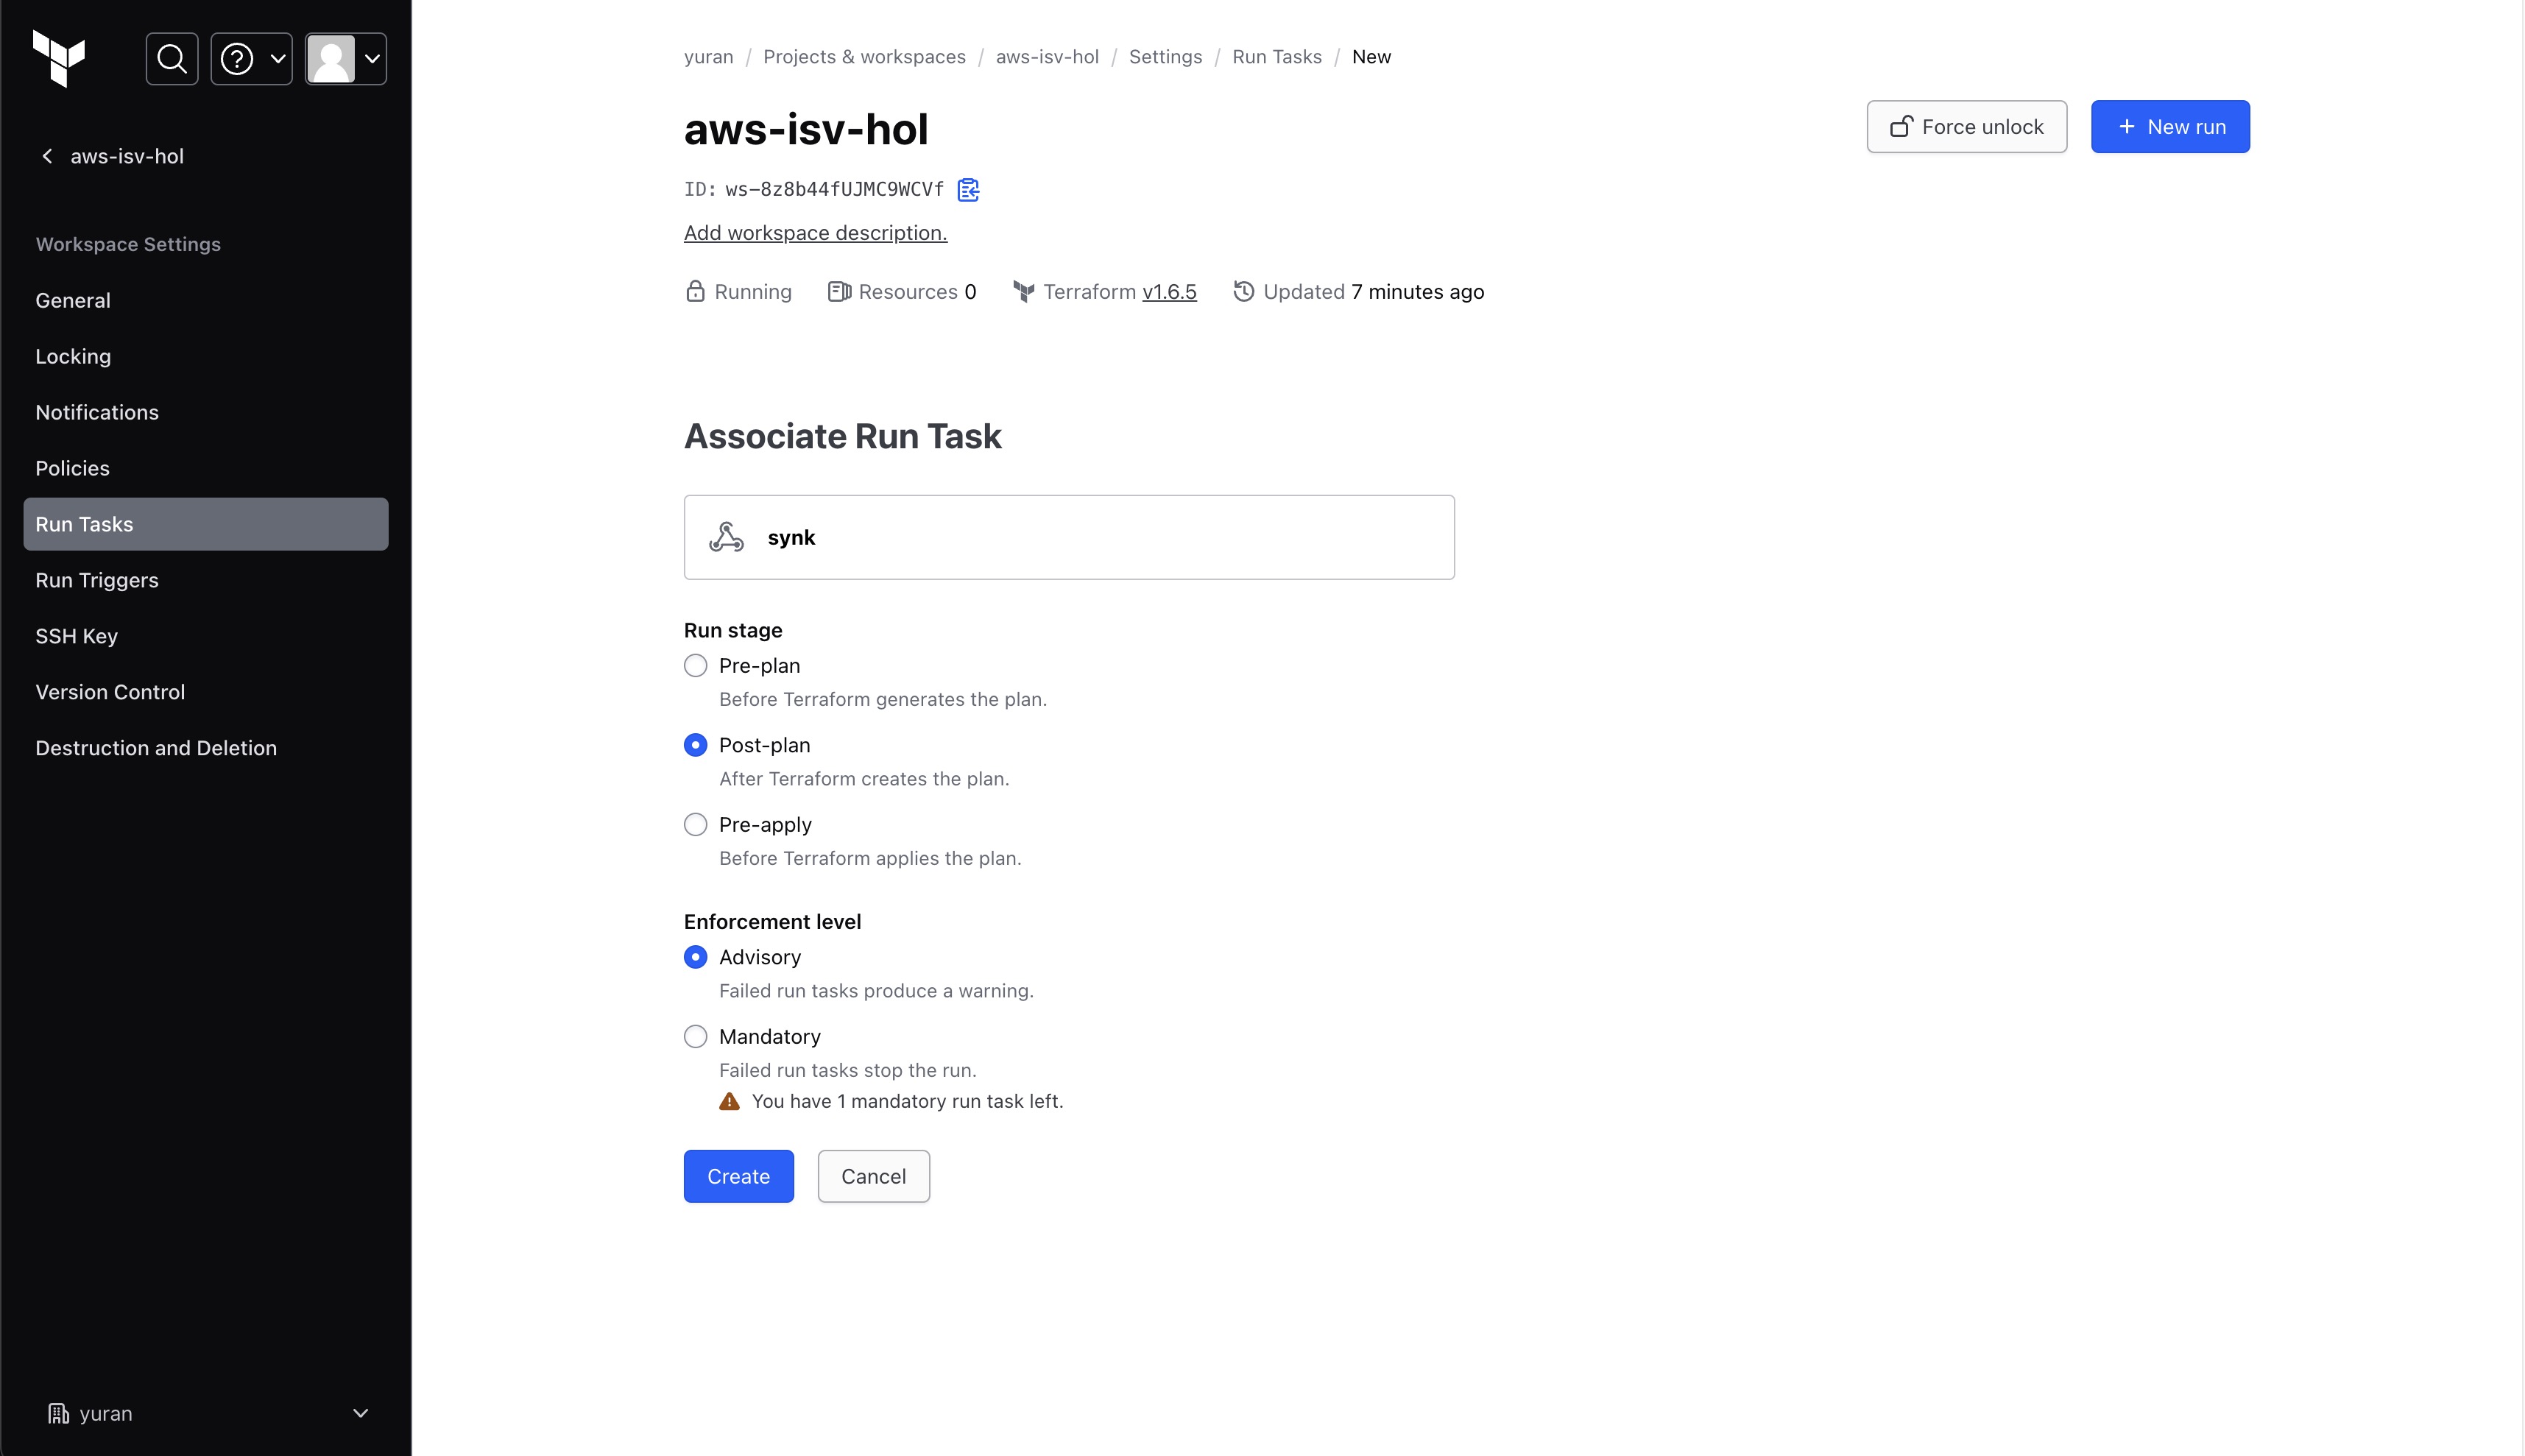 aws-isv-hol
Workspace Settings
General
Locking
Notifications
Policies
Run Tasks
Run Triggers
SSH Key
Version Control
Destruction and Deletion
yuran
yuran / Projects & workspaces / aws-isv-hol / Settings / Run Tasks / New
aws-isv-hol
Force unlock
+ New run
ID: ws-8z8b44fUJMC9WCVf
Add workspace description.
Running Resources 0 Terraform v1.6.5 Updated 7 minutes ago
Associate Run Task
synk
Run stage
Pre-plan
Before Terraform generates the plan.
Post-plan
After Terraform creates the plan.
Pre-apply
Before Terraform applies the plan.
Enforcement level
Advisory
Failed run tasks produce a warning.
Mandatory
Failed run tasks stop the run.
You have 1 mandatory run task left.
Create Cancel